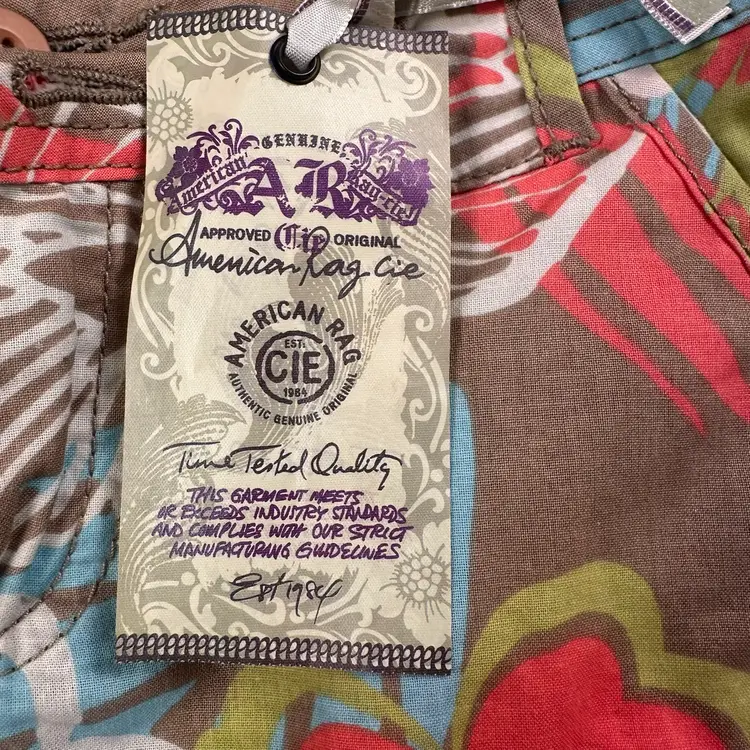 GENUINE
American AR Rag-cie
APPROVED Cie ORIGINAL
American Rag Cie
AMERICAN RAG
EST:
CIE
1984
AUTHENTIC GENUINE ORIGINAL
Time Tested Quality
THIS GARMENT MEETS
OR EXCEEDS INDUSTRY STANDARDS
AND COMPLIES WITH OUR STRICT
MANUFACTURING GUIDELINES
Est 1984